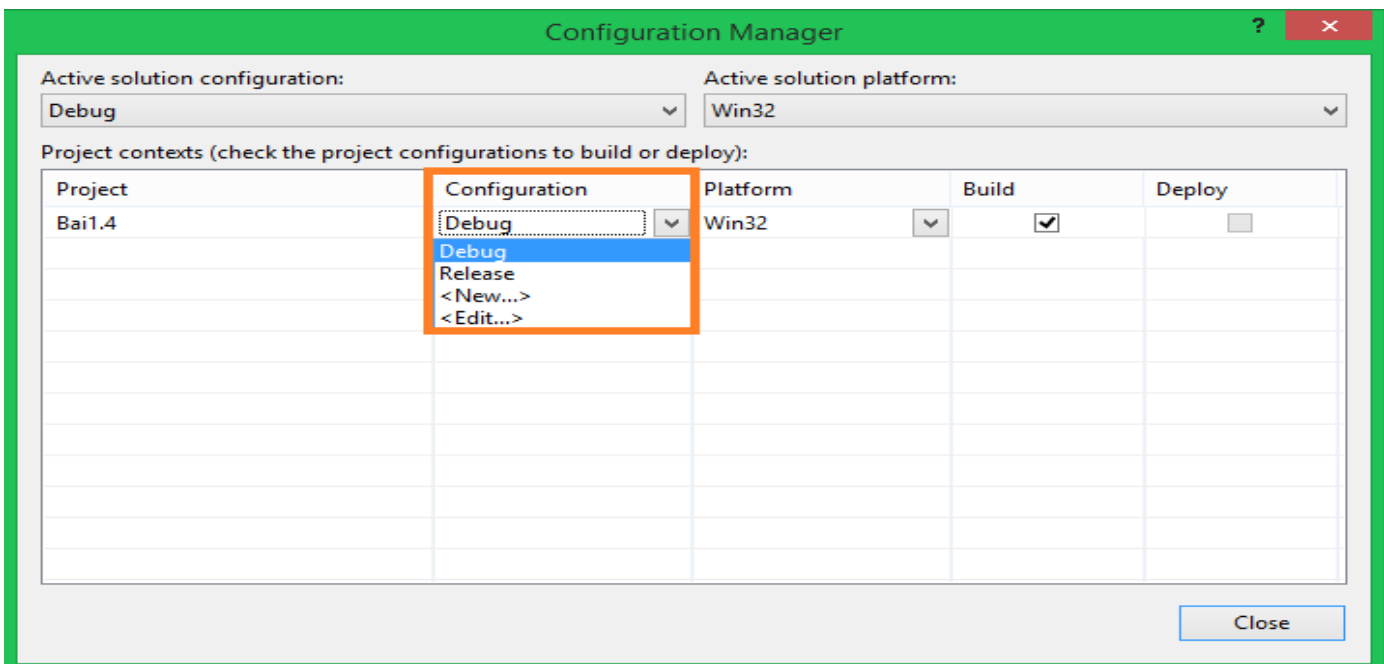 Configuration Manager
?
Active solution configuration: Active solution platform:
Debug Win32
Project contexts (check the project configurations to build or deploy):
Project Configuration Platform Build Deploy
Bai1.4 Debug Win32
Debug
Release
<New...>
<Edit...>
Close